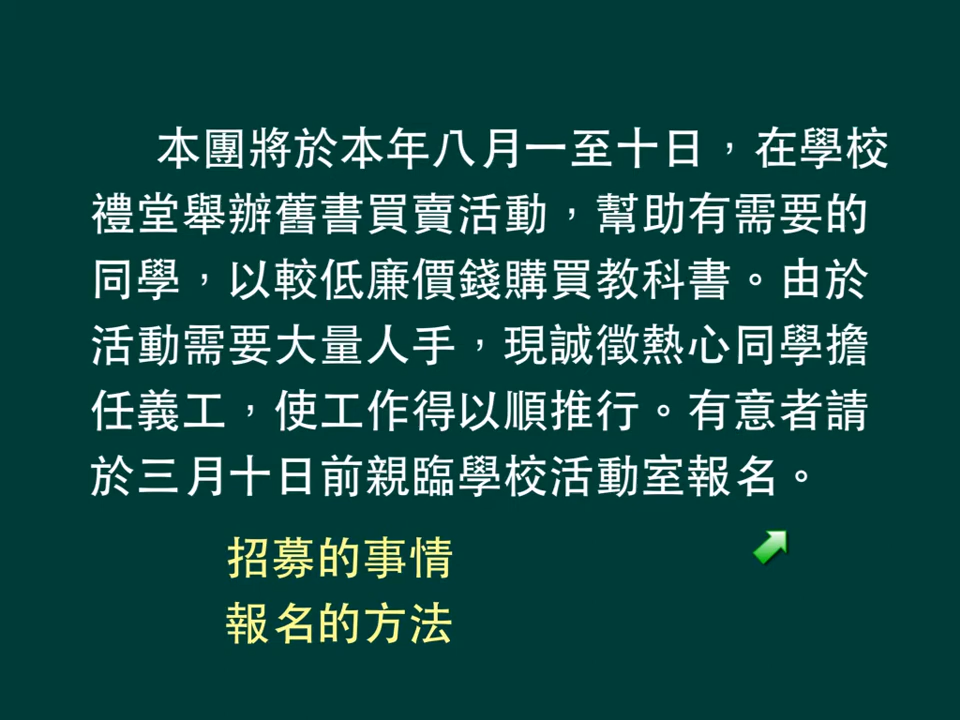 本團將於本年八月一至十日，在學校
禮堂舉辦舊書買賣活動，幫助有需要的
同學，以較低廉價錢購買教科書。由於
活動需要大量人手，現誠徵熱心同學擔
任義工，使工作得以順推行。有意者請
於三月十日前親臨學校活動室報名。
招募的事情
報名的方法